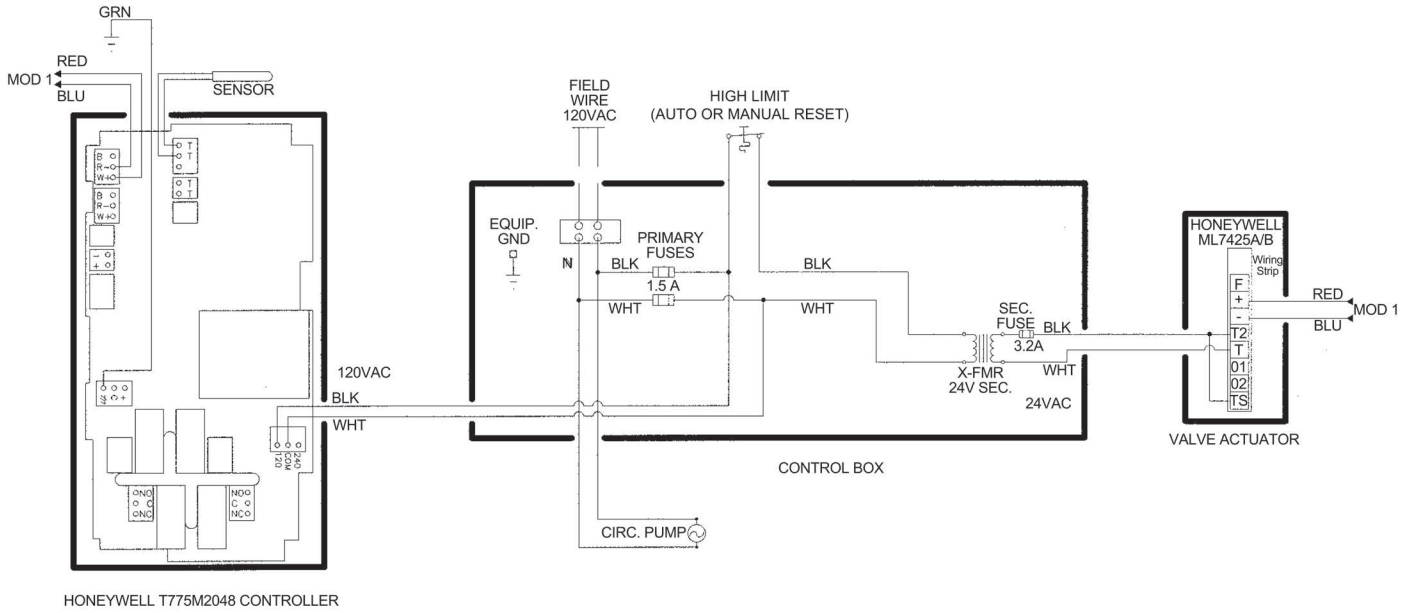 GRN
RED
MOD 1
BLU
SENSOR
B
R-
W+
T
T
B
R-
W+
T
T
- +
C +
120VAC
BLK
WHT
120
COM
240
NO
C
NC
NO
C
NC
HONEYWELL T775M2048 CONTROLLER
FIELD
WIRE
120VAC
HIGH LIMIT
(AUTO OR MANUAL RESET)
EQUIP.
GND
N
PRIMARY
FUSES
BLK
1.5 A
WHT
BLK
WHT
SEC.
FUSE
BLK
3.2A
X-FMR
24V SEC.
WHT
24VAC
CONTROL BOX
CIRC. PUMP
HONEYWELL
ML7425A/B
Wiring
Strip
F
+
-
T2
T
01
02
TS
RED
MOD 1
BLU
VALVE ACTUATOR